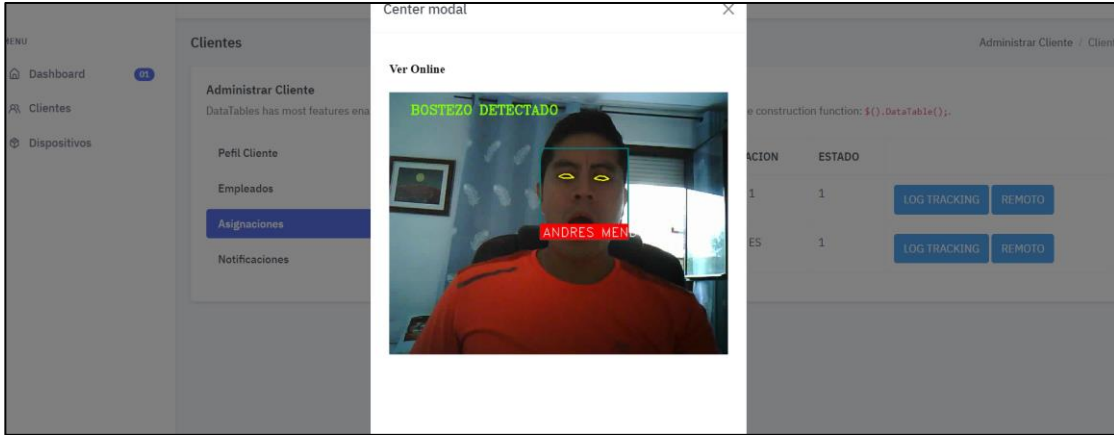 Center modal
MENU
Clientes
Administrar Cliente / Client
Dashboard 01
Clientes
Dispositivos
Administrar Cliente
DataTables has most features ena
e construction function: $().DataTable();.
Pefil Cliente
Empleados
Asignaciones
Notificaciones
Ver Online
BOSTEZO DETECTADO
ANDRES MEN
ACION ESTADO
1 1 LOG TRACKING REMOTO
ES 1 LOG TRACKING REMOTO